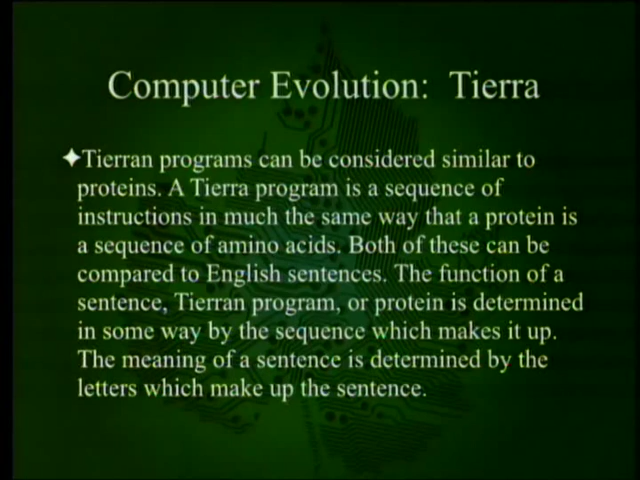 Computer Evolution: Tierra
Tierran programs can be considered similar to
proteins. A Tierra program is a sequence of
instructions in much the same way that a protein is
a sequence of amino acids. Both of these can be
compared to English sentences. The function of a
sentence, Tierran program, or protein is determined
in some way by the sequence which makes it up.
The meaning of a sentence is determined by the
letters which make up the sentence.